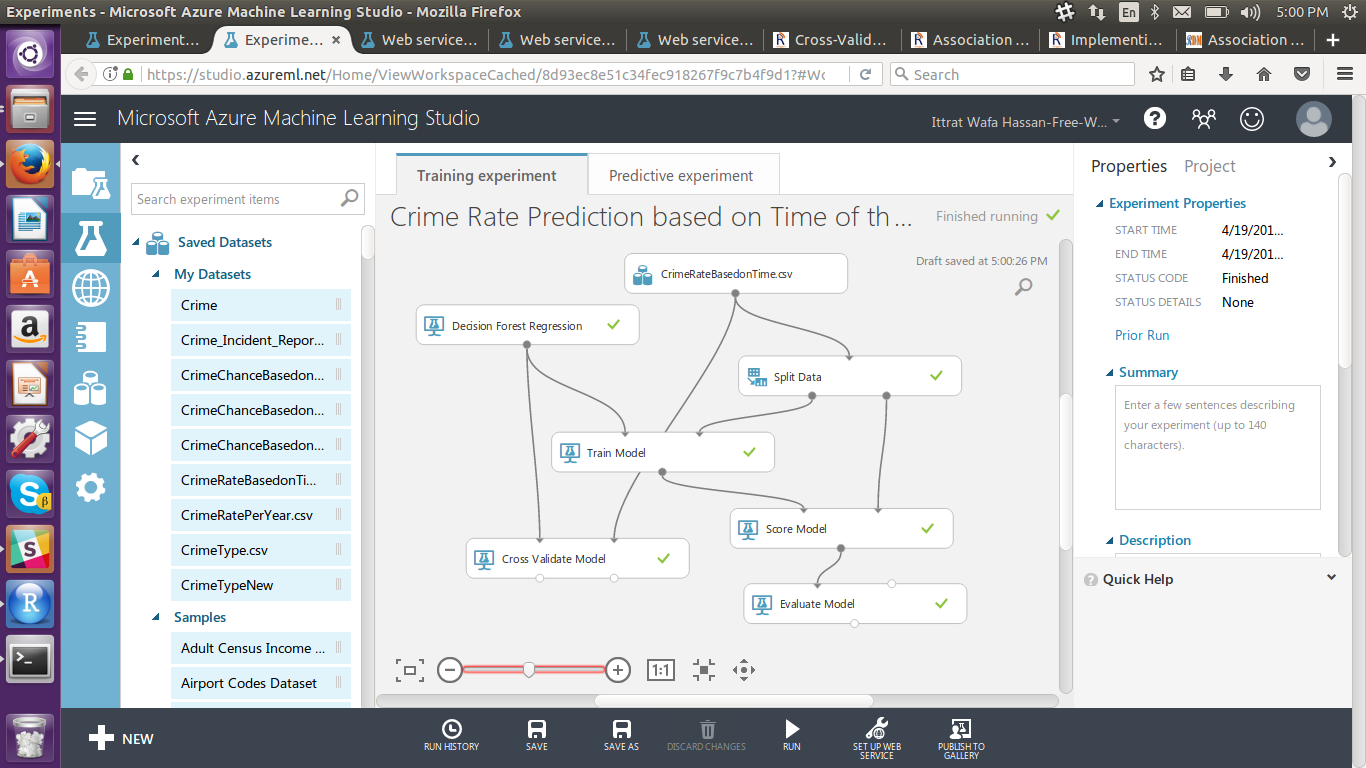 Experiments - Microsoft Azure Machine Learning Studio - Mozilla Firefox
En
5:00 PM
Experiment...
Experime... ×
Web service...
Web service...
Web service...
Cross-Valid...
Association ...
Implementi...
Association ...
https://studio.azureml.net/Home/ViewWorkspaceCached/8d93ec8e51c34fec918267f9c7b4f9d1?#Wo
Search
Microsoft Azure Machine Learning Studio
Ittrat Wafa Hassan-Free-W...
Search experiment items
Saved Datasets
My Datasets
Crime
Crime_Incident_Repor...
CrimeChanceBasedon...
CrimeChanceBasedon...
CrimeChanceBasedon...
CrimeRateBasedonTi...
CrimeRatePerYear.csv
CrimeType.csv
CrimeTypeNew
Samples
Adult Census Income ...
Airport Codes Dataset
Training experiment
Predictive experiment
Crime Rate Prediction based on Time of th...
Finished running
Draft saved at 5:00:26 PM
CrimeRateBasedonTime.csv
Decision Forest Regression
Split Data
Train Model
Score Model
Cross Validate Model
Evaluate Model
1:1
Properties
Project
Experiment Properties
START TIME 4/19/201...
END TIME 4/19/201...
STATUS CODE Finished
STATUS DETAILS None
Prior Run
Summary
Enter a few sentences describing
your experiment (up to 140
characters).
Description
Quick Help
NEW
RUN HISTORY
SAVE
SAVE AS
DISCARD CHANGES
RUN
SET UP WEB
SERVICE
PUBLISH TO
GALLERY